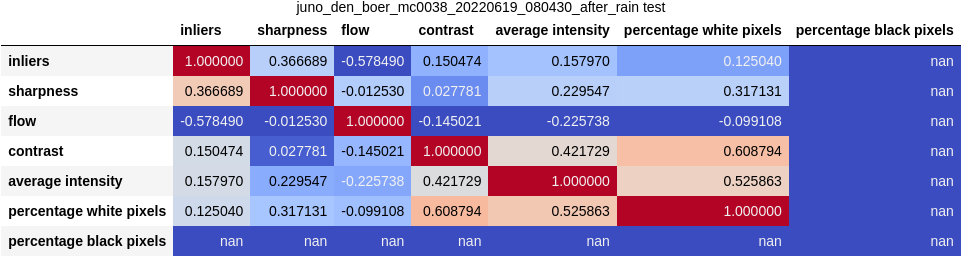 juno_den_boer_mc0038_20220619_080430_after_rain test
inliers sharpness flow contrast average intensity percentage white pixels percentage black pixels
inliers 1.000000 0.366689 -0.578490 0.150474 0.157970 0.125040 nan
sharpness 0.366689 1.000000 -0.012530 0.027781 0.229547 0.317131 nan
flow -0.578490 -0.012530 1.000000 -0.145021 -0.225738 -0.099108 nan
contrast 0.150474 0.027781 -0.145021 1.000000 0.421729 0.608794 nan
average intensity 0.157970 0.229547 -0.225738 0.421729 1.000000 0.525863 nan
percentage white pixels 0.125040 0.317131 -0.099108 0.608794 0.525863 1.000000 nan
percentage black pixels nan nan nan nan nan nan nan